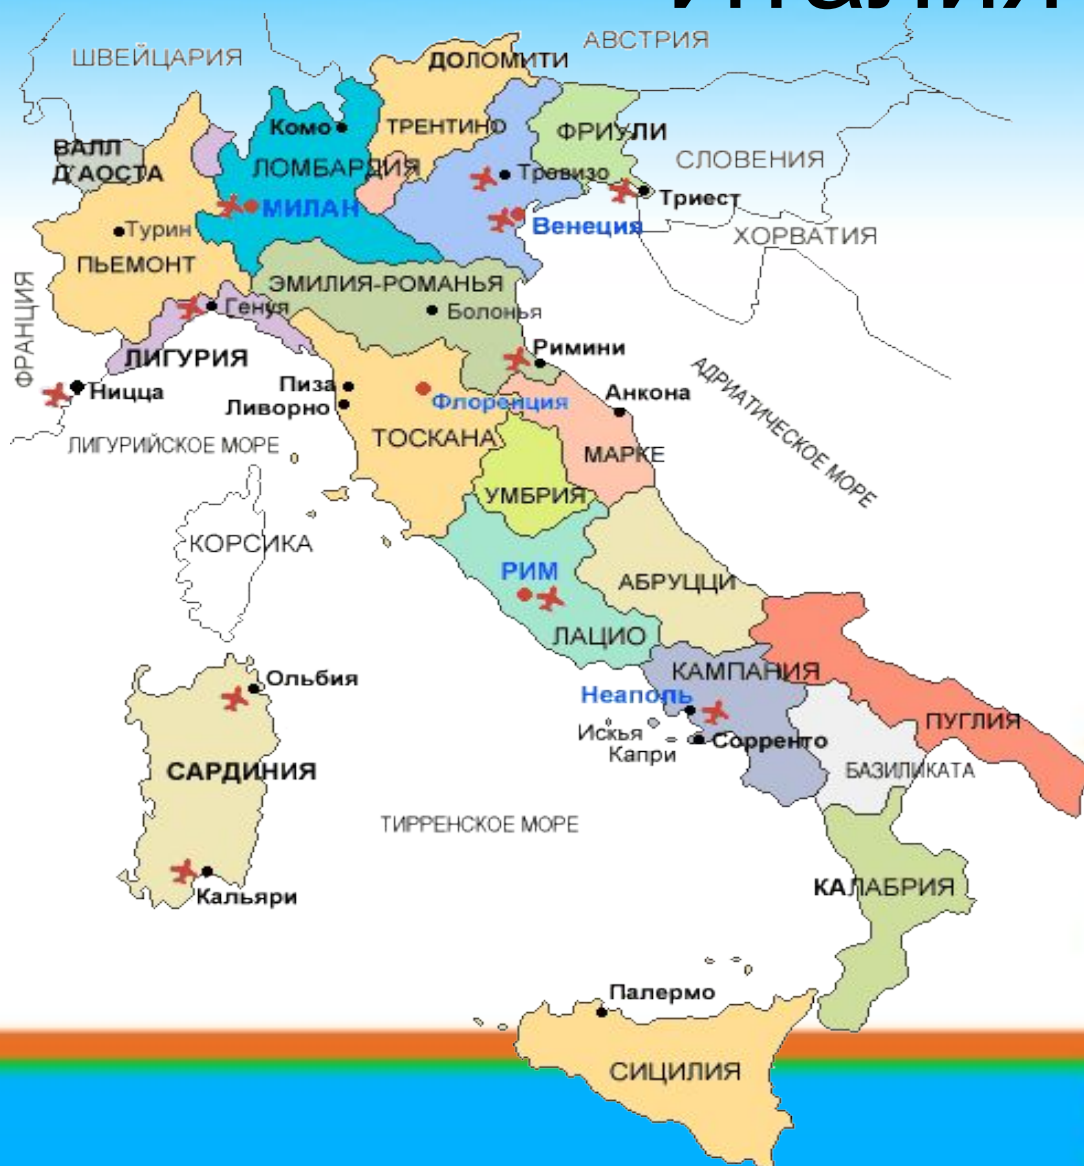 ИТАЛИЯ
ШВЕЙЦАРИЯ
АВСТРИЯ
ДОЛОМИТИ
Комо
ТРЕНТИНО
ФРИУЛИ
ВАЛЛ
Д'АОСТА
ЛОМБАРДИЯ
СЛОВЕНИЯ
Тревизо
МИЛАН
Триест
Турин
Венеция
ХОРВАТИЯ
ПЬЕМОНТ
ЭМИЛИЯ-РОМАНЬЯ
ФРАНЦИЯ
Генуя
Болонья
ЛИГУРИЯ
Римини
Ницца
Пиза
Ливорно
Флоренция
Анкона
АДРИАТИЧЕСКОЕ МОРЕ
ЛИГУРИЙСКОЕ МОРЕ
ТОСКАНА
МАРКЕ
УМБРИЯ
КОРСИКА
РИМ
АБРУЦЦИ
ЛАЦИО
Ольбия
КАМПАНИЯ
Неаполь
Искья
Капри
Сорренто
ПУГЛИЯ
САРДИНИЯ
БАЗИЛИКАТА
ТИРРЕНСКОЕ МОРЕ
Кальяри
КАЛАБРИЯ
Палермо
СИЦИЛИЯ